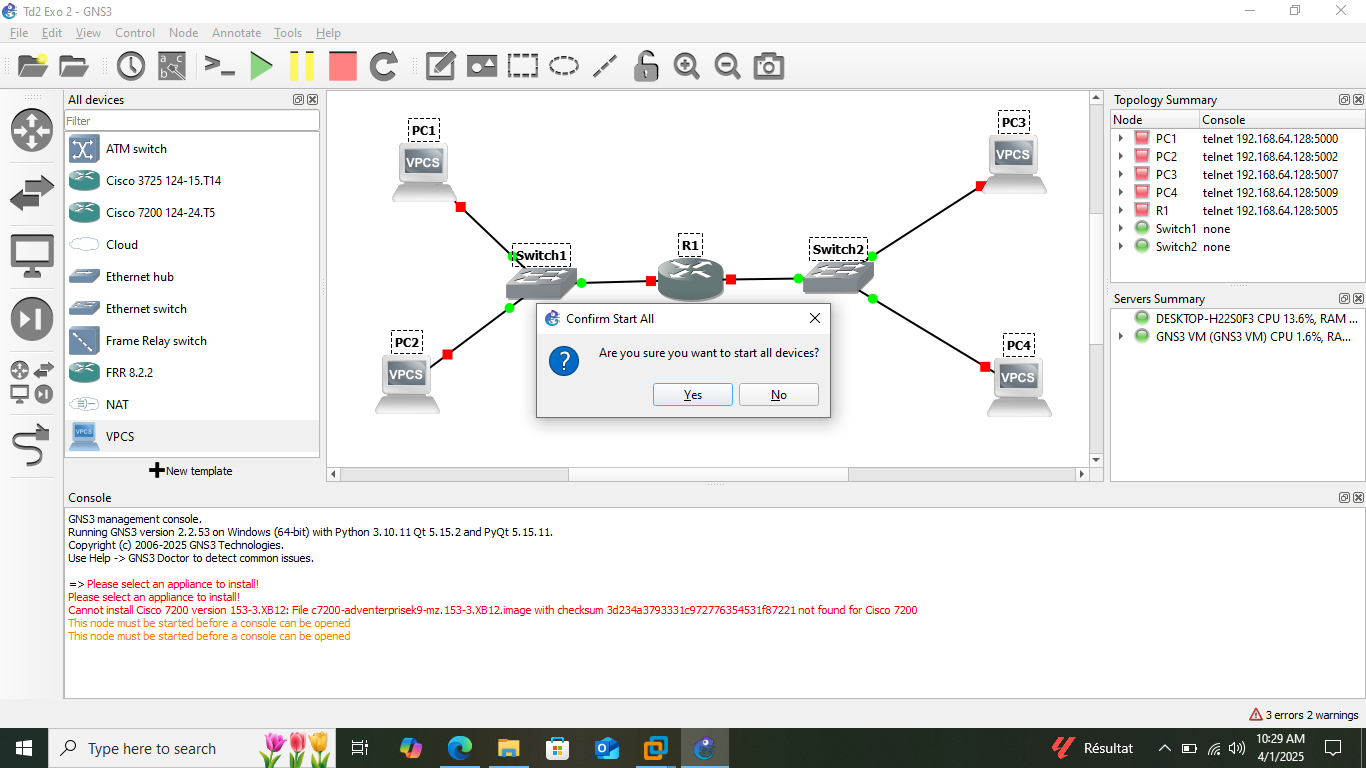 Td2 Exo 2 - GNS3
File Edit View Control Node Annotate Tools Help
All devices
Filter
ATM switch
Cisco 3725 124-15.T14
Cisco 7200 124-24.T5
Cloud
Ethernet hub
Ethernet switch
Frame Relay switch
FRR 8.2.2
NAT
VPCS
VPCS
New template
PC1
VPCS
PC2
VPCS
Switch1
R1
Switch2
PC3
VPCS
PC4
VPCS
Confirm Start All
Are you sure you want to start all devices?
Yes No
Topology Summary
Node Console
PC1 telnet 192.168.64.128:5000
PC2 telnet 192.168.64.128:5002
PC3 telnet 192.168.64.128:5007
PC4 telnet 192.168.64.128:5009
R1 telnet 192.168.64.128:5005
Switch1 none
Switch2 none
Servers Summary
DESKTOP-H22S0F3 CPU 13.6%, RAM ...
GNS3 VM (GNS3 VM) CPU 1.6%, RA...
Console
GNS3 management console.
Running GNS3 version 2.2.53 on Windows (64-bit) with Python 3.10.11 Qt 5.15.2 and PyQt 5.15.11.
Copyright (c) 2006-2025 GNS3 Technologies.
Use Help -> GNS3 Doctor to detect common issues.
=> Please select an appliance to install!
Please select an appliance to install!
Cannot install Cisco 7200 version 153-3.XB12: File c7200-adventerprisek9-mz.153-3.XB12.image with checksum 3d234a3793331c972776354531f87221 not found for Cisco 7200
This node must be started before a console can be opened
This node must be started before a console can be opened
3 errors 2 warnings
Type here to search
Résultat
10:29 AM
4/1/2025